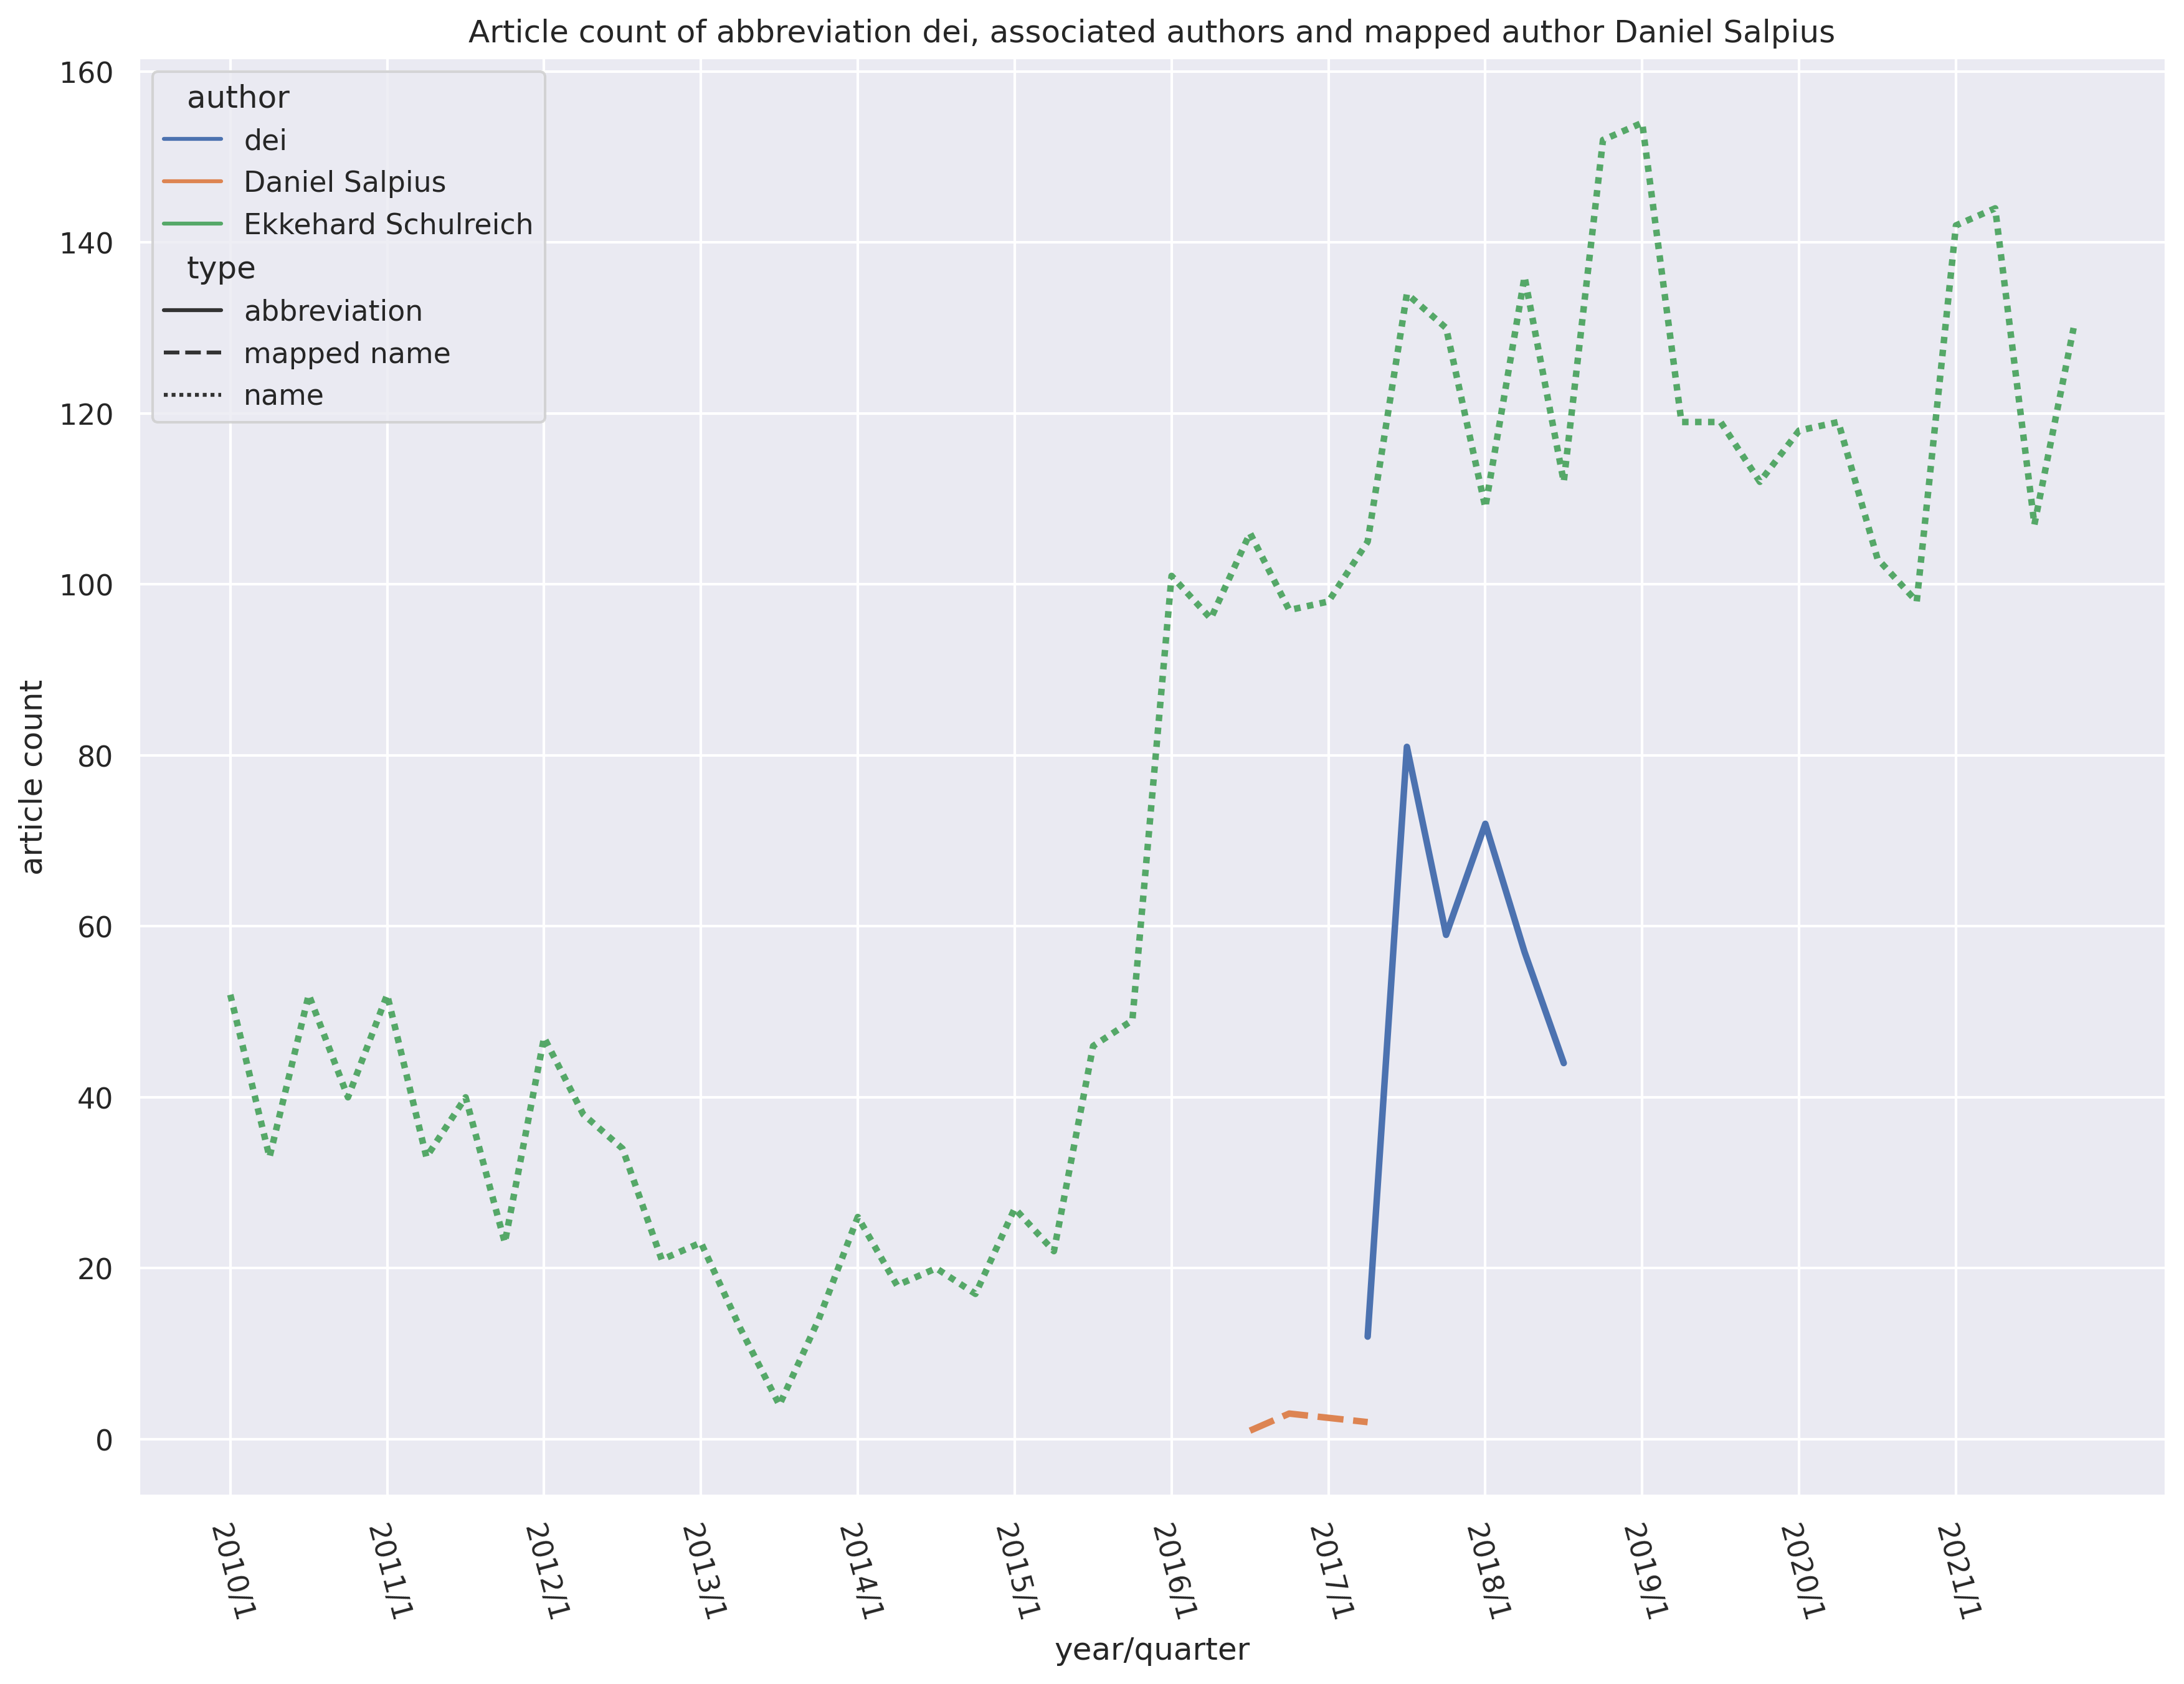 Article count of abbreviation dei, associated authors and mapped author Daniel Salpius
160
140
120
100
80
60
40
20
0
article count
author
dei
Daniel Salpius
Ekkehard Schulreich
type
abbreviation
mapped name
name
2010/1
2011/1
2012/1
2013/1
2014/1
2015/1
2016/1
2017/1
2018/1
2019/1
2020/1
2021/1
year/quarter